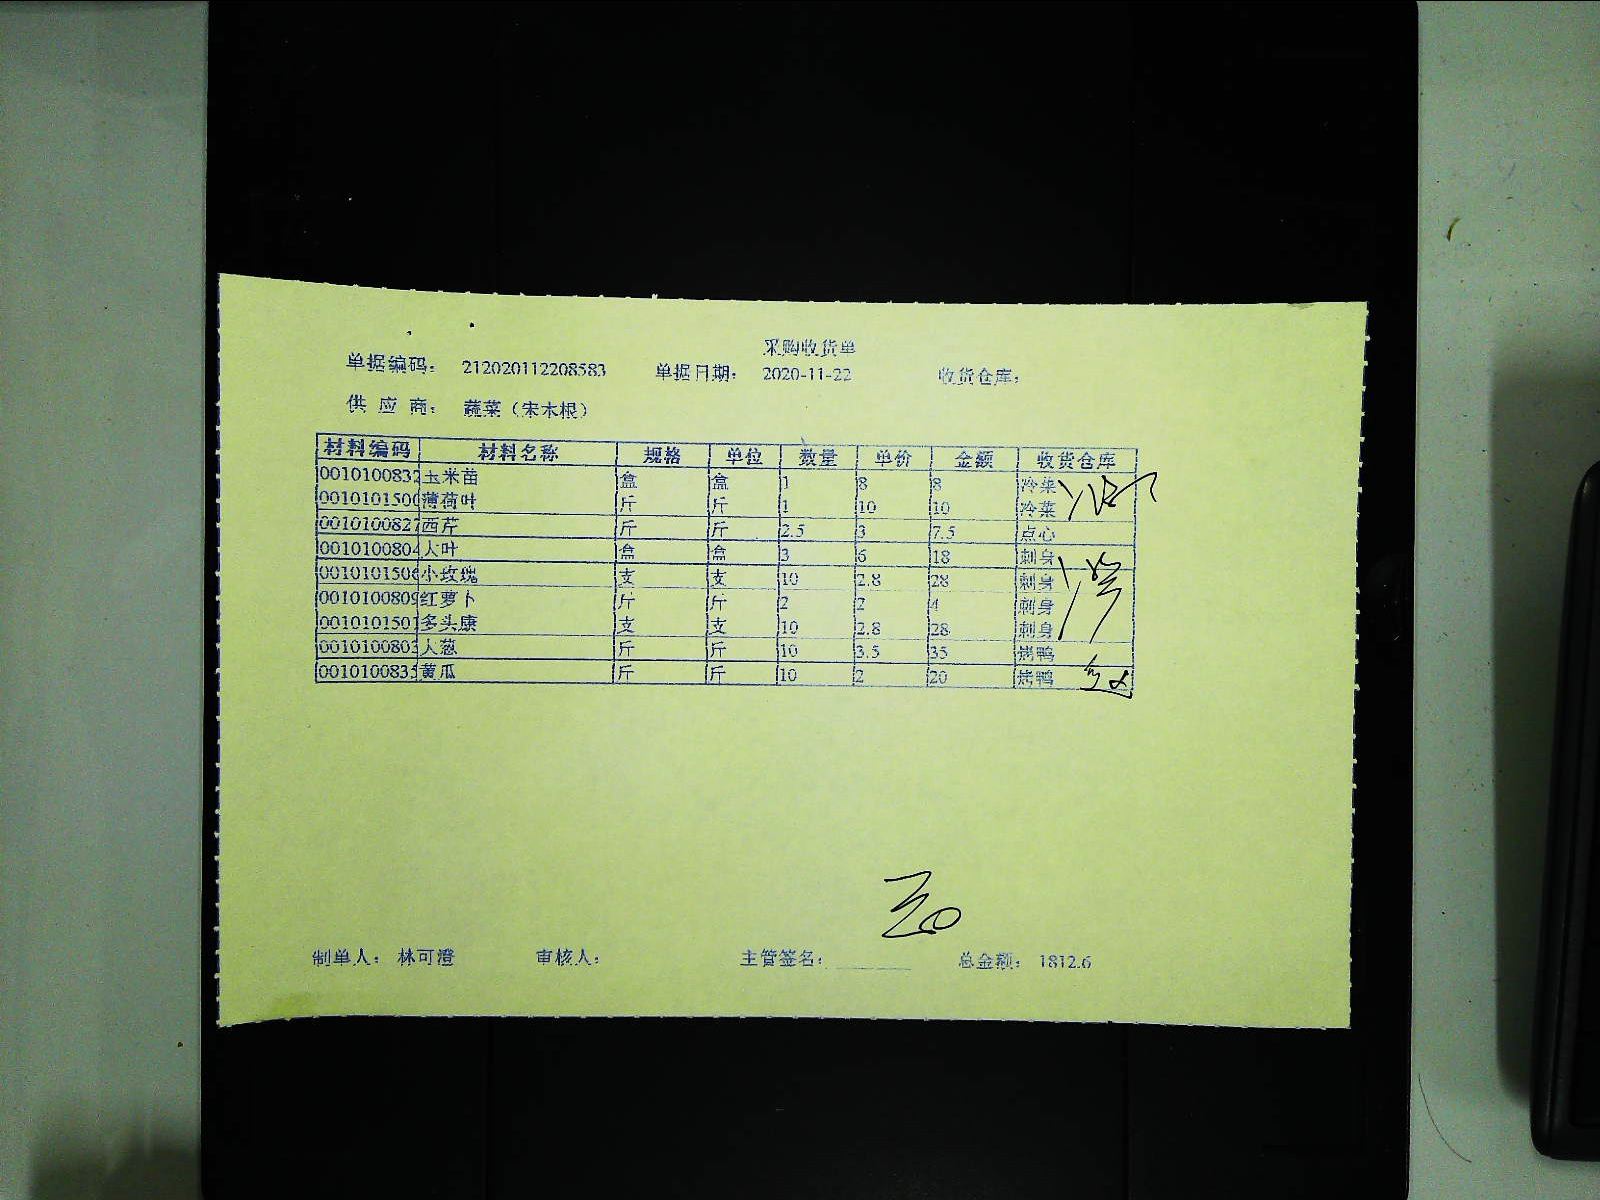 采购收货单
单据编码： 212020112208583 单据日期： 2020-11-22 收货仓库：
供 应 商： 蔬菜（宋木根）
材料编码 材料名称 规格 单位 数量 单价 金额 收货仓库
0010100832 玉米苗 盒 盒 1 8 8 冷菜
0010101500 薄荷叶 斤 斤 1 10 10 冷菜
0010100827 西芹 斤 斤 2.5 3 7.5 点心
0010100804 大叶 盒 盒 3 6 18 刺身
0010101506 小玫瑰 支 支 10 2.8 28 刺身
0010100809 红萝卜 斤 斤 2 2 4 刺身
0010101501 多头康 支 支 10 2.8 28 刺身
001010080 大葱 斤 斤 10 3.5 35 烤鸭
0010100835 黄瓜 斤 斤 10 2 20 烤鸭
制单人： 林可澄 审核人： 主管签名： 总金额： 1812.6